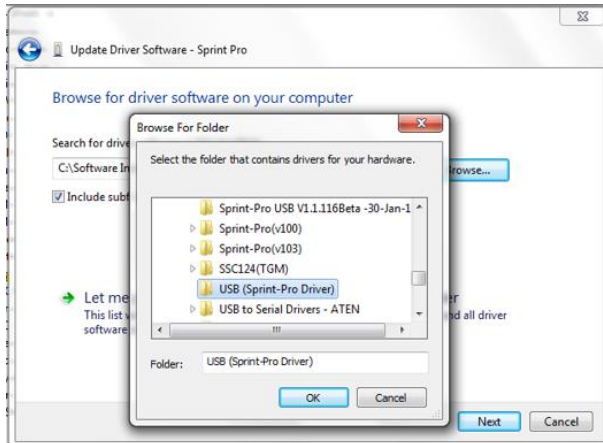 Update Driver Software - Sprint Pro
Browse for driver software on your computer
Browse For Folder
Search for drive
Select the folder that contains drivers for your hardware.
C:\Software In
Browse...
Include subf
Sprint-Pro USB V1.1.116Beta -30-Jan-1
Sprint-Pro(v100)
Sprint-Pro(v103)
SSC124(TGM)
USB (Sprint-Pro Driver)
USB to Serial Drivers - ATEN
Let me
er
This list
nd all driver
software
Folder: USB (Sprint-Pro Driver)
OK Cancel
Next Cancel